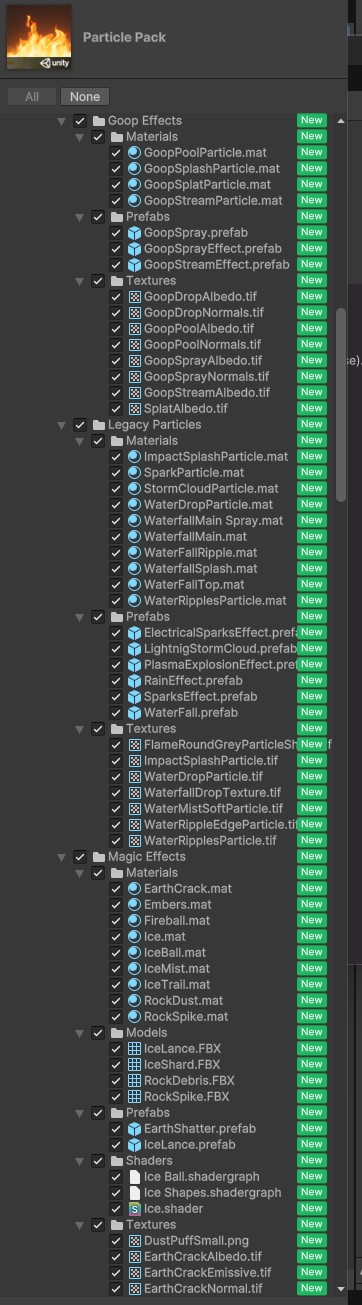 unity
Particle Pack
All None
Goop Effects New
Materials New
GoopPoolParticle.mat New
GoopSplashParticle.mat New
GoopSplatParticle.mat New
GoopStreamParticle.mat New
Prefabs New
GoopSpray.prefab New
GoopSprayEffect.prefab New
GoopStreamEffect.prefab New
Textures New
GoopDropAlbedo.tif New
GoopDropNormals.tif New
GoopPoolAlbedo.tif New
GoopPoolNormals.tif New
GoopSprayAlbedo.tif New
GoopSprayNormals.tif New
GoopStreamAlbedo.tif New
SplatAlbedo.tif New
Legacy Particles New
Materials New
ImpactSplashParticle.mat New
SparkParticle.mat New
StormCloudParticle.mat New
WaterDropParticle.mat New
WaterfallMain Spray.mat New
WaterfallMain.mat New
WaterFallRipple.mat New
WaterfallSplash.mat New
WaterFallTop.mat New
WaterRipplesParticle.mat New
Prefabs New
ElectricalSparksEffect.prefa New
LightnigStormCloud.prefab New
PlasmaExplosionEffect.pref New
RainEffect.prefab New
SparksEffect.prefab New
WaterFall.prefab New
Textures New
FlameRoundGreyParticleSh New f
ImpactSplashParticle.tif New
WaterDropParticle.tif New
WaterfallDropTexture.tif New
WaterMistSoftParticle.tif New
WaterRippleEdgeParticle.tif New
WaterRipplesParticle.tif New
Magic Effects New
Materials New
EarthCrack.mat New
Embers.mat New
Fireball.mat New
Ice.mat New
IceBall.mat New
IceMist.mat New
IceTrail.mat New
RockDust.mat New
RockSpike.mat New
Models New
IceLance.FBX New
IceShard.FBX New
RockDebris.FBX New
RockSpike.FBX New
Prefabs New
EarthShatter.prefab New
IceLance.prefab New
Shaders New
Ice Ball.shadergraph New
Ice Shapes.shadergraph New
Ice.shader New
Textures New
DustPuffSmall.png New
EarthCrackAlbedo.tif New
EarthCrackEmissive.tif New
EarthCrackNormal.tif New